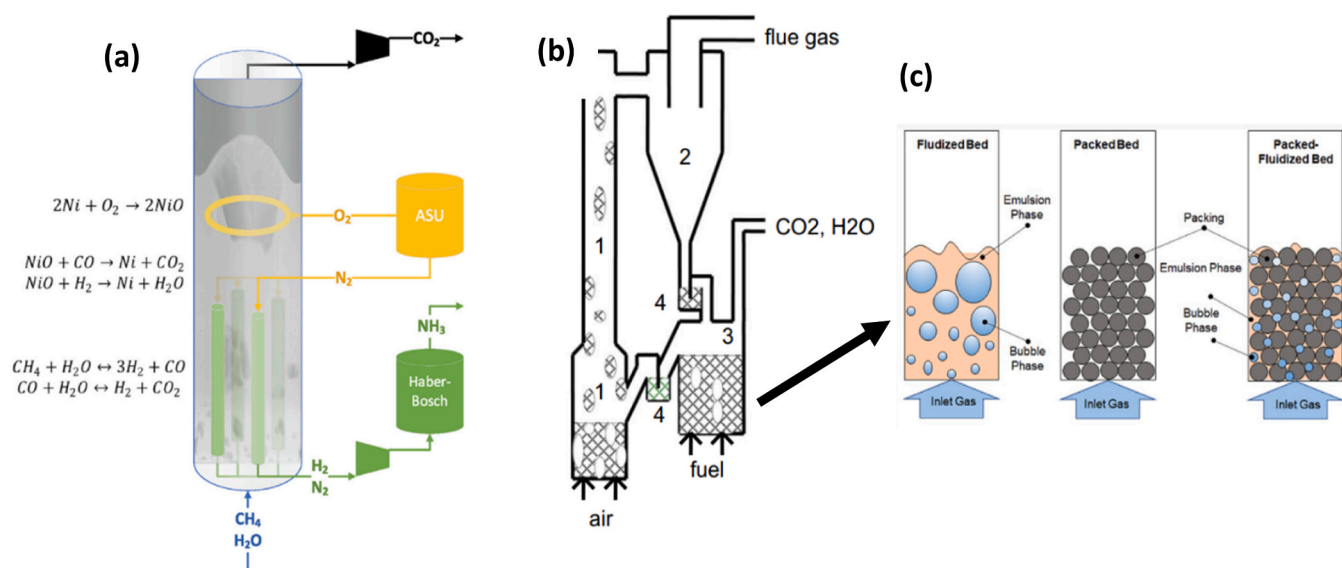 (a)
CO₂
2Ni + O₂ → 2NiO
O₂
ASU
NiO + CO → Ni + CO₂
NiO + H₂ → Ni + H₂O
N₂
NH₃
CH₄ + H₂O ↔ 3H₂ + CO
CO + H₂O ↔ H₂ + CO₂
Haber-
Bosch
H₂
N₂
CH₄
H₂O
(b)
flue gas
1
2
CO2, H2O
4
3
1
4
fuel
air
(c)
Fludized Bed
Emulsion
Phase
Bubble
Phase
Inlet Gas
Packed Bed
Packing
Inlet Gas
Packed-
Fluidized Bed
Emulsion Phase
Bubble
Phase
Inlet Gas